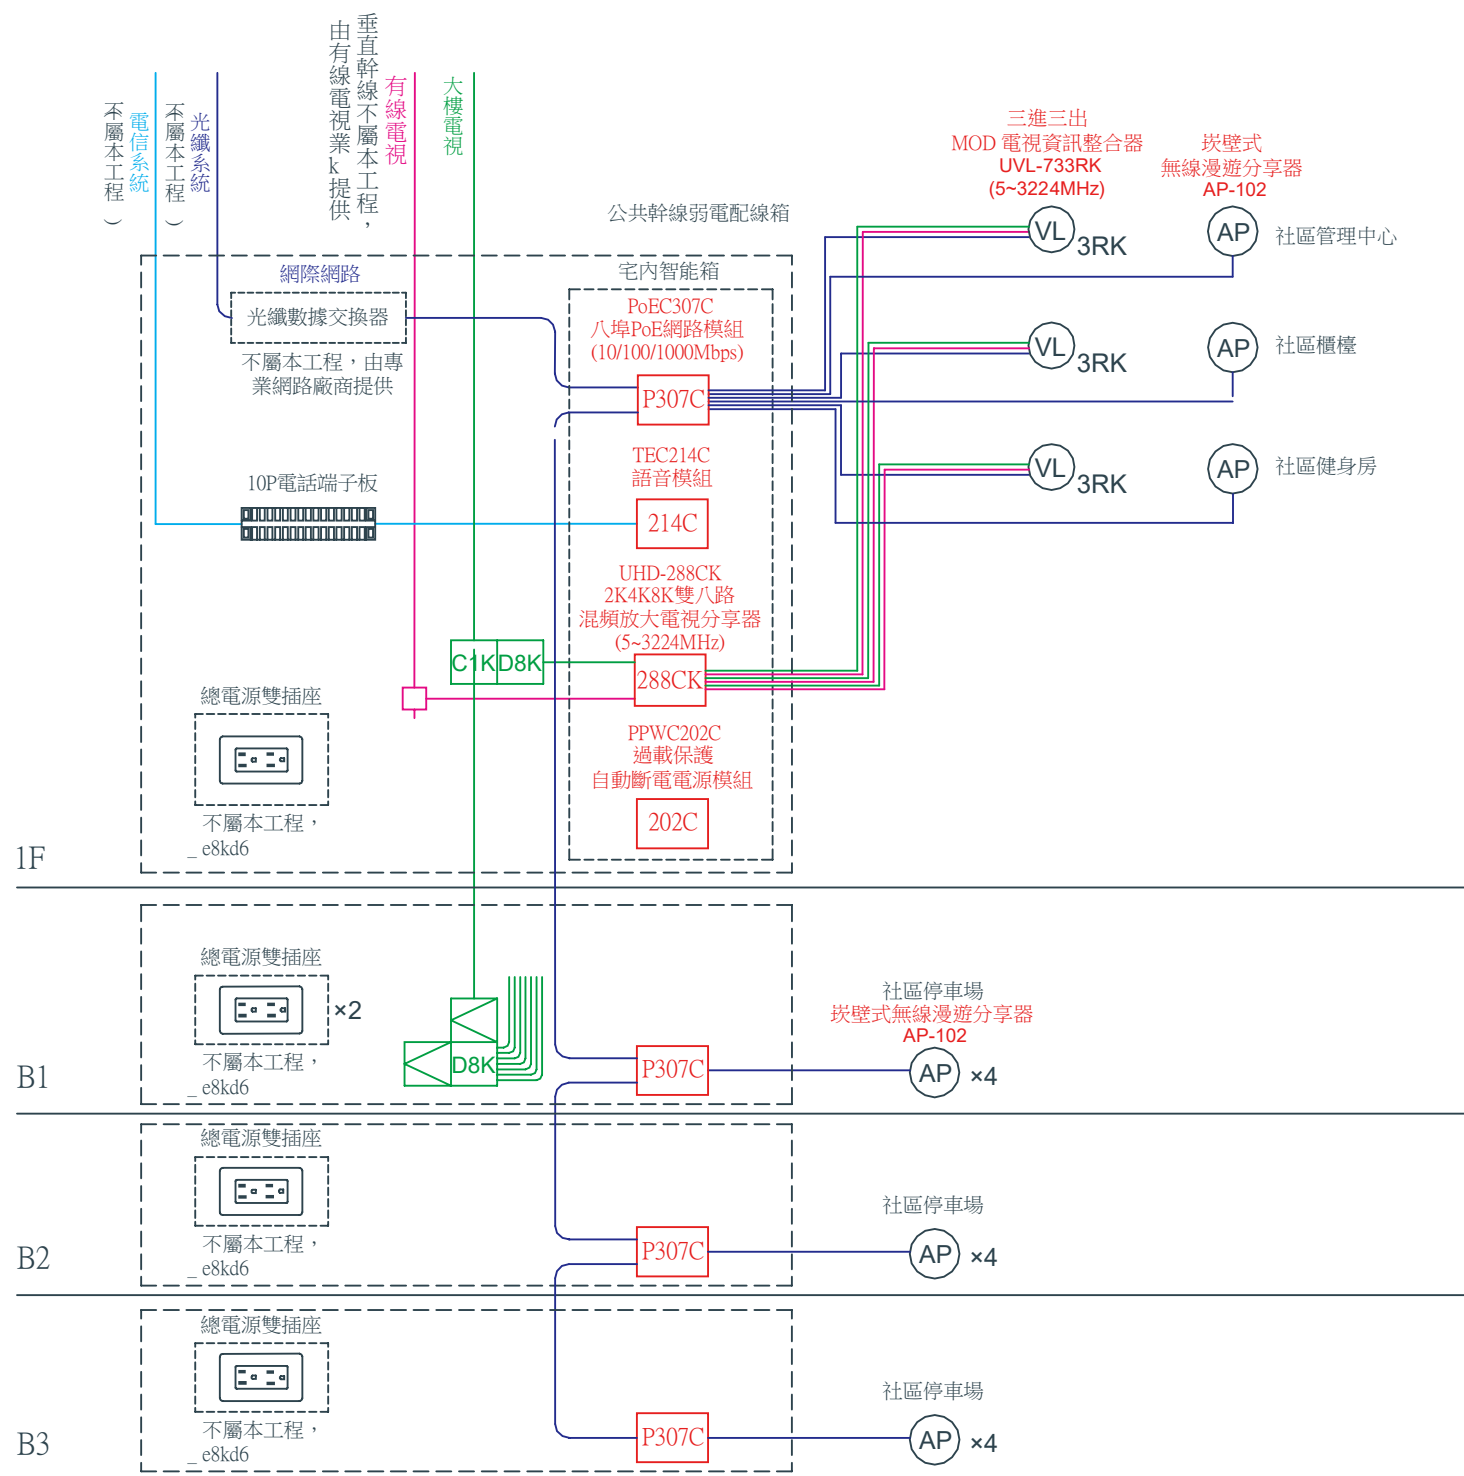 垂直幹線不屬本工程，
由有線電視業k提供
不屬本工程）
電信系統
不屬本工程）
光纖系統
有線電視
大樓電視
三進三出
MOD 電視資訊整合器
UVL-733RK
(5~3224MHz)
崁壁式
無線漫遊分享器
AP-102
公共幹線弱電配線箱
VL
3RK
AP
社區管理中心
網際網路
光纖數據交換器
不屬本工程，由專
業網路廠商提供
宅內智能箱
PoEC307C
八埠PoE網路模組
(10/100/1000Mbps)
P307C
VL
3RK
AP
社區櫃檯
10P電話端子板
TEC214C
語音模組
214C
VL
3RK
AP
社區健身房
UHD-288CK
2K4K8K雙八路
混頻放大電視分享器
(5~3224MHz)
C1K
D8K
288CK
總電源雙插座
不屬本工程，
_ e8kd6
PPWC202C
過載保護
自動斷電電源模組
202C
1F
總電源雙插座
×2
不屬本工程，
_ e8kd6
D8K
P307C
社區停車場
崁壁式無線漫遊分享器
AP-102
AP
×4
B1
總電源雙插座
不屬本工程，
_ e8kd6
P307C
社區停車場
AP
×4
B2
總電源雙插座
不屬本工程，
_ e8kd6
P307C
社區停車場
AP
×4
B3